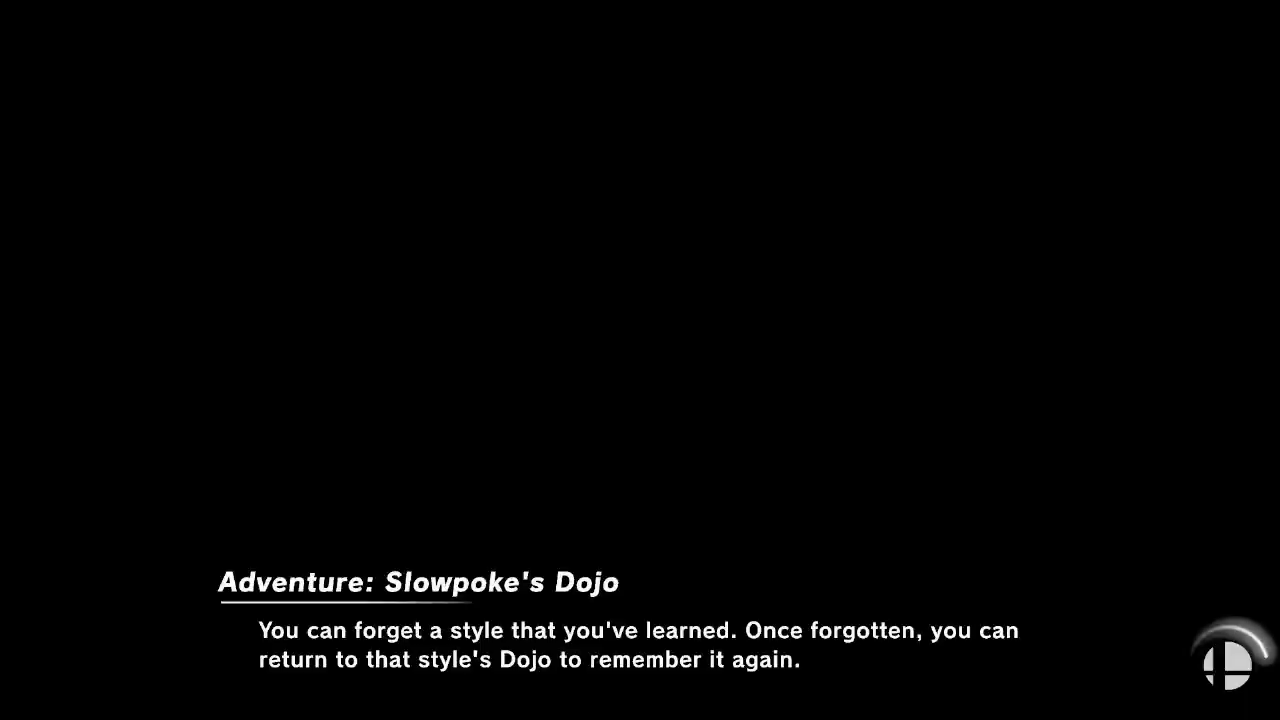 Adventure: Slowpoke's Dojo
You can forget a style that you've learned. Once forgotten, you can
return to that style's Dojo to remember it again.